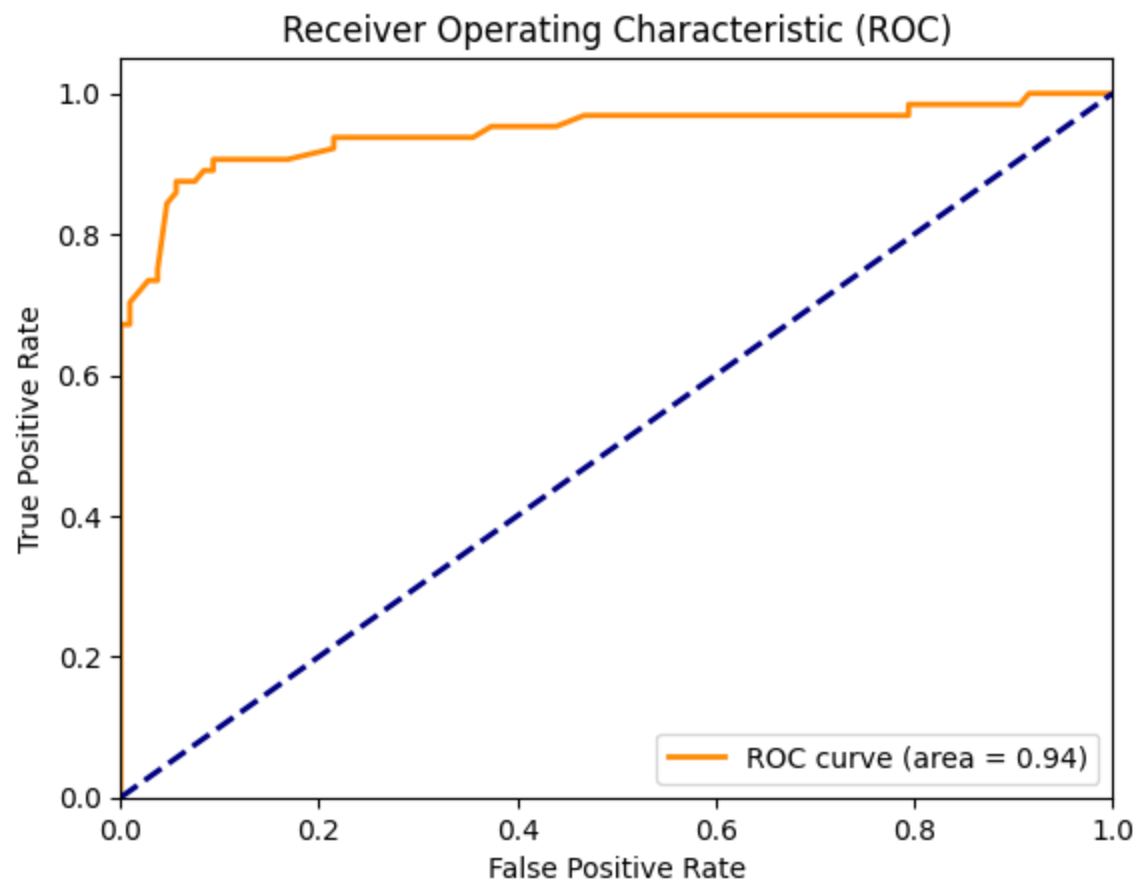 Receiver Operating Characteristic (ROC)
1.0
0.8
0.6
0.4
0.2
0.0
True Positive Rate
ROC curve (area = 0.94)
0.0 0.2 0.4 0.6 0.8 1.0
False Positive Rate